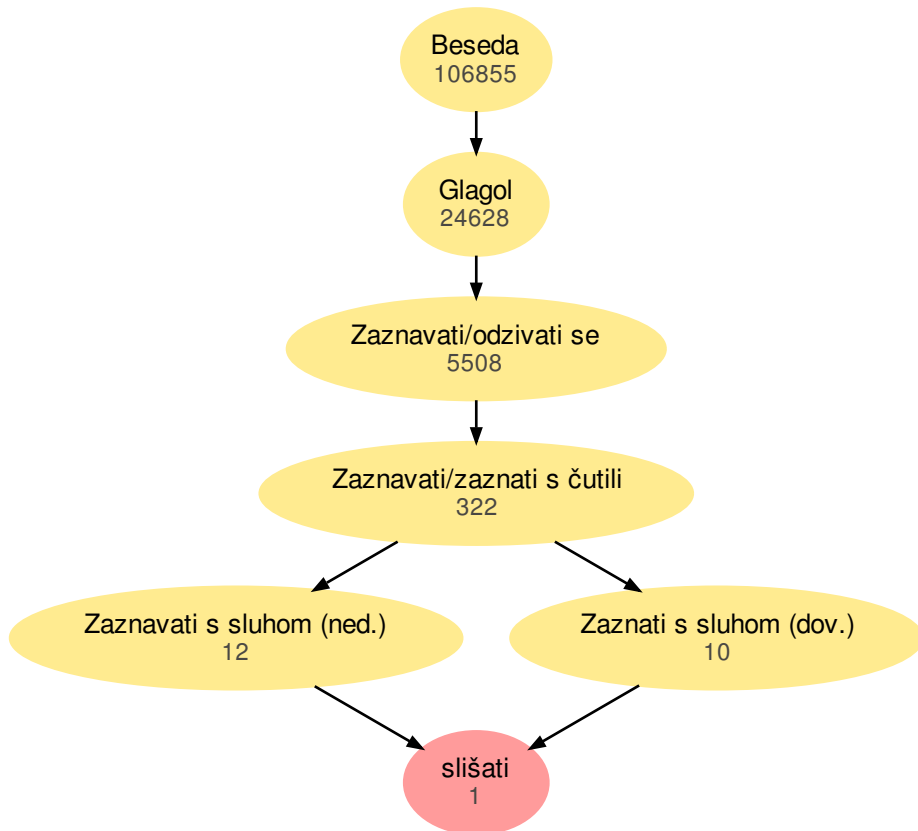 Beseda
106855
Glagol
24628
Zaznavati/odzivati se
5508
Zaznavati/zaznati s čutili
322
Zaznavati s sluhom (ned.)
12
Zaznati s sluhom (dov.)
10
slišati
1